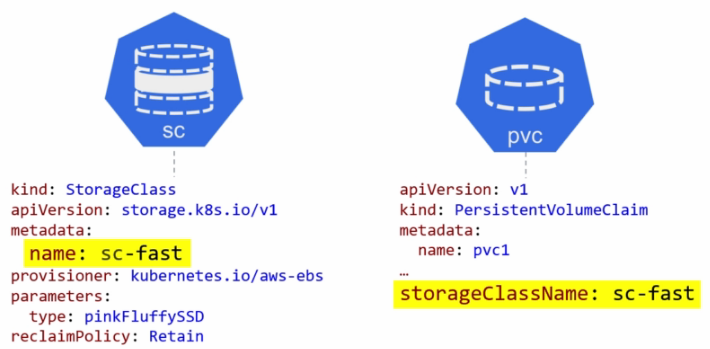 sc
kind: StorageClass
apiVersion: storage.k8s.io/v1
metadata:
name: sc-fast
provisioner: kubernetes.io/aws-ebs
parameters:
type: pinkFluffySSD
reclaimPolicy: Retain
pvc
apiVersion: v1
kind: PersistentVolumeClaim
metadata:
name: pvc1
…
storageClassName: sc-fast